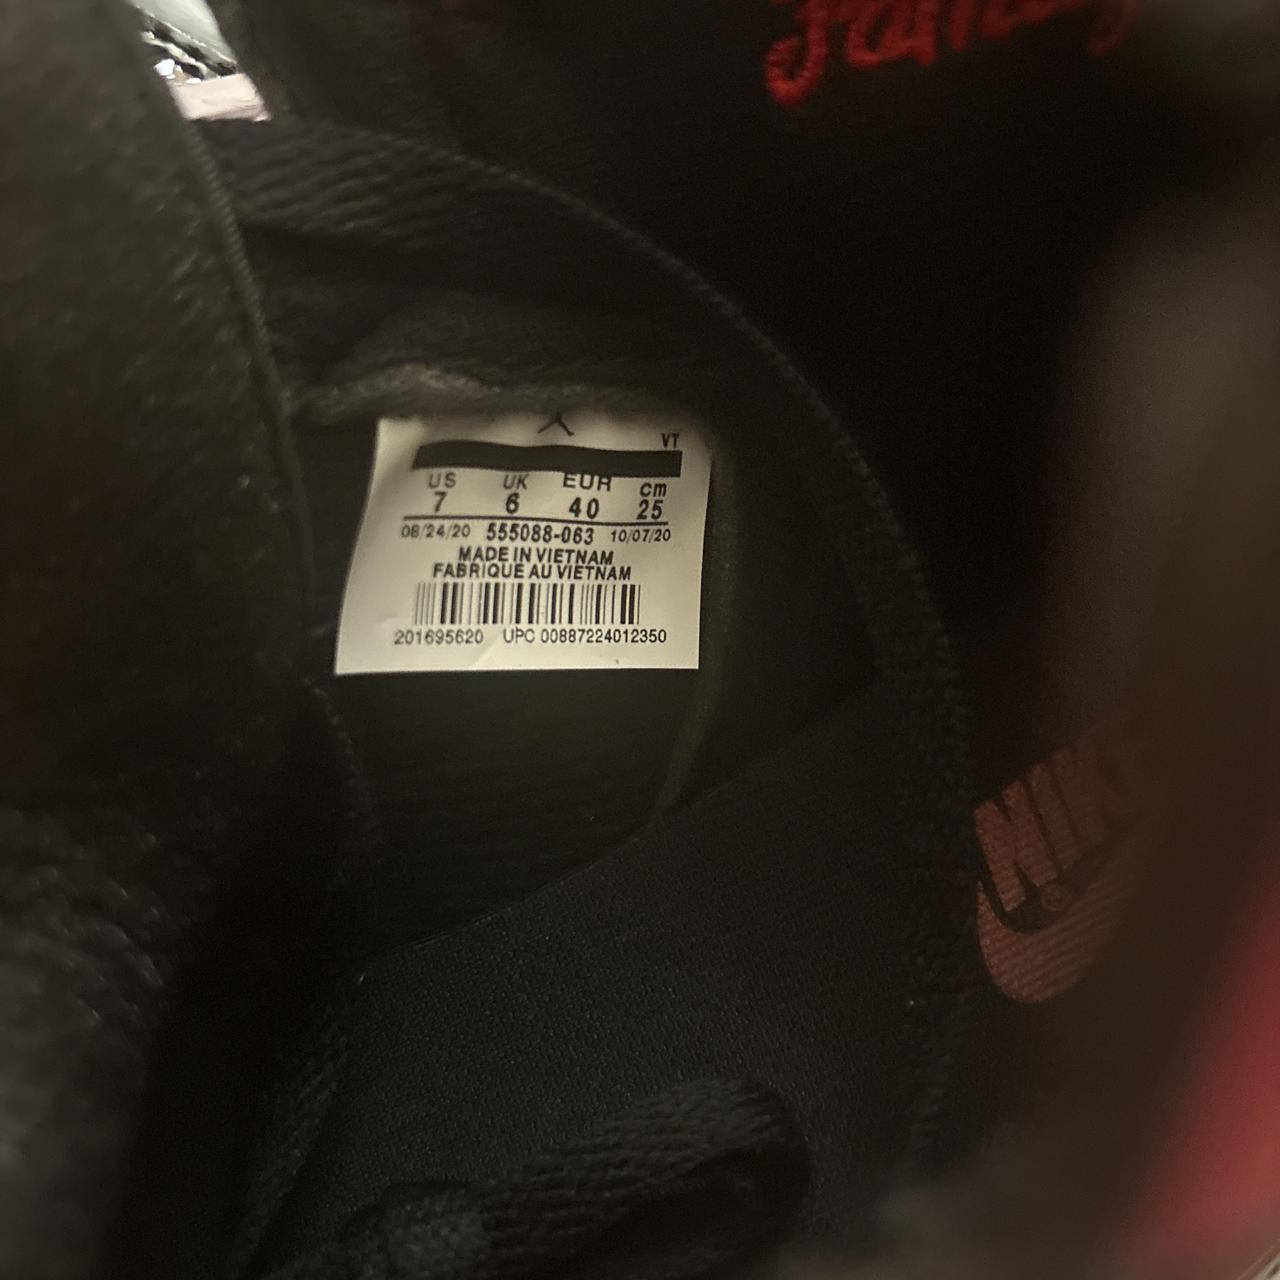 VT
US UK EUR cm
7 6 40 25
08/24/20 555088-063 10/07/20
MADE IN VIETNAM
FABRIQUE AU VIETNAM
201695620 UPC 00887224012350